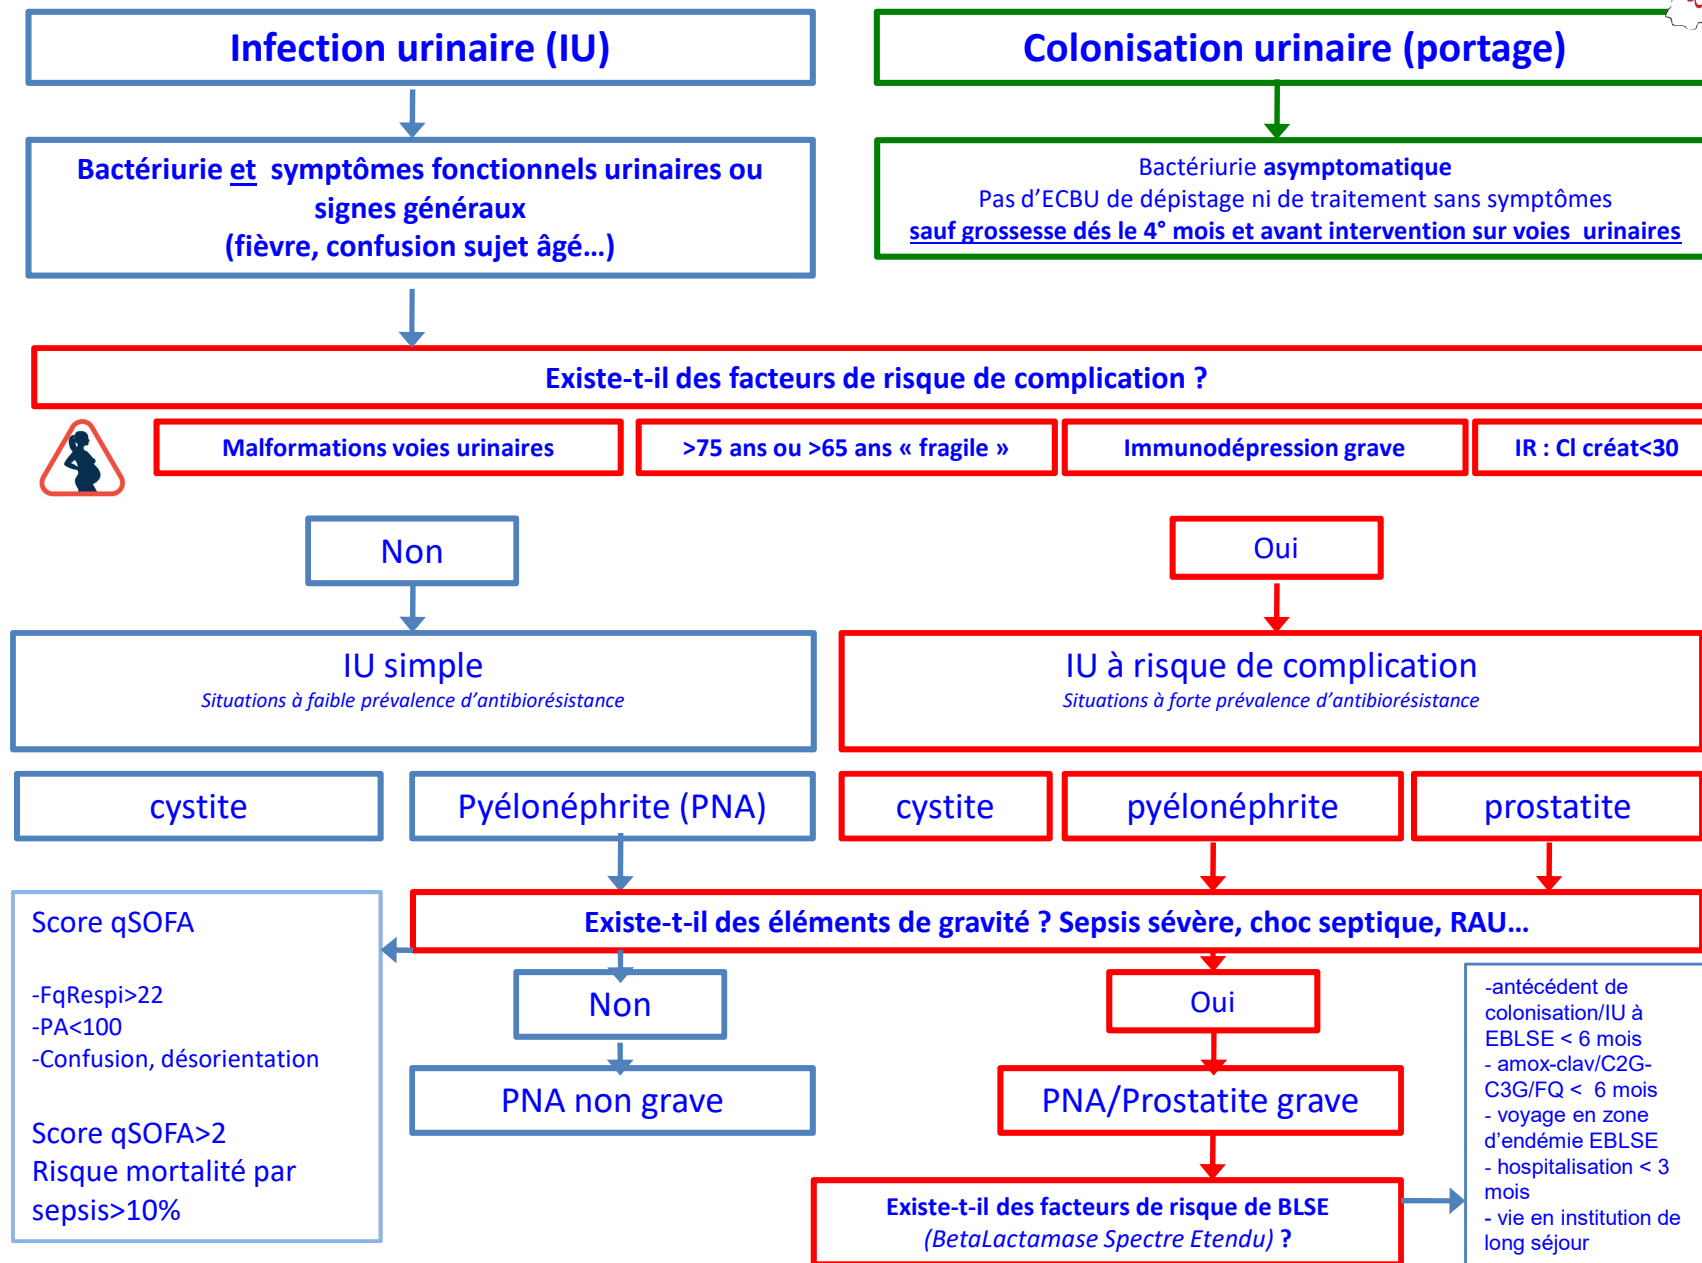 Infection urinaire (IU)
Colonisation urinaire (portage)
Bactériurie et symptômes fonctionnels urinaires ou
signes généraux
(fièvre, confusion sujet âgé…)
Bactériurie asymptomatique
Pas d’ECBU de dépistage ni de traitement sans symptômes
sauf grossesse dés le 4° mois et avant intervention sur voies urinaires
Existe-t-il des facteurs de risque de complication ?
Malformations voies urinaires
>75 ans ou >65 ans « fragile »
Immunodépression grave
IR : Cl créat<30
Non
Oui
IU simple
Situations à faible prévalence d’antibiorésistance
IU à risque de complication
Situations à forte prévalence d’antibiorésistance
cystite
Pyélonéphrite (PNA)
cystite
pyélonéphrite
prostatite
Existe-t-il des éléments de gravité ? Sepsis sévère, choc septique, RAU…
Score qSOFA
-FqRespi>22
-PA<100
-Confusion, désorientation
Score qSOFA>2
Risque mortalité par
sepsis>10%
Non
Oui
PNA non grave
PNA/Prostatite grave
Existe-t-il des facteurs de risque de BLSE
(BetaLactamase Spectre Etendu) ?
-antécédent de
colonisation/IU à
EBLSE < 6 mois
- amox-clav/C2G-
C3G/FQ < 6 mois
- voyage en zone
d’endémie EBLSE
- hospitalisation < 3
mois
- vie en institution de
long séjour